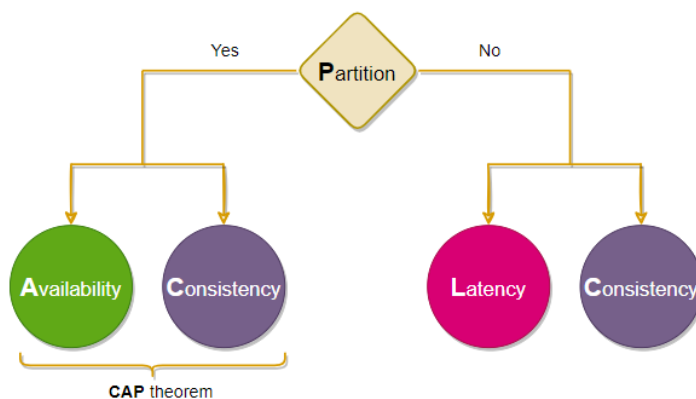 Yes
Partition
No
Availability
Consistency
Latency
Consistency
CAP theorem